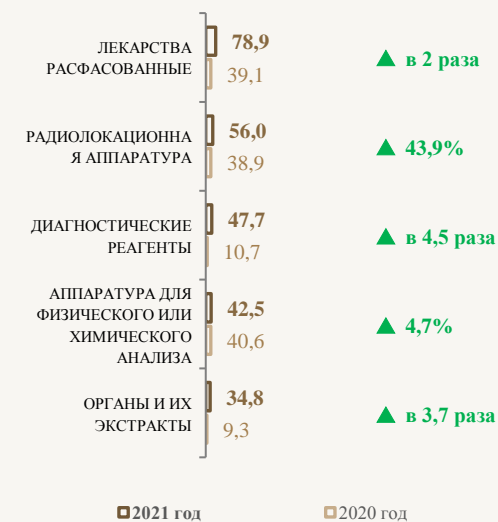 ЛЕКАРСТВА
РАСФАСОВАННЫЕ
78,9
39,1
▲ в 2 раза
РАДИОЛОКАЦИОННА
Я АППАРАТУРА
56,0
38,9
▲ 43,9%
ДИАГНОСТИЧЕСКИЕ
РЕАГЕНТЫ
47,7
10,7
▲ в 4,5 раза
АППАРАТУРА ДЛЯ
ФИЗИЧЕСКОГО ИЛИ
ХИМИЧЕСКОГО
АНАЛИЗА
42,5
40,6
▲ 4,7%
ОРГАНЫ И ИХ
ЭКСТРАКТЫ
34,8
9,3
▲ в 3,7 раза
2021 год
2020 год